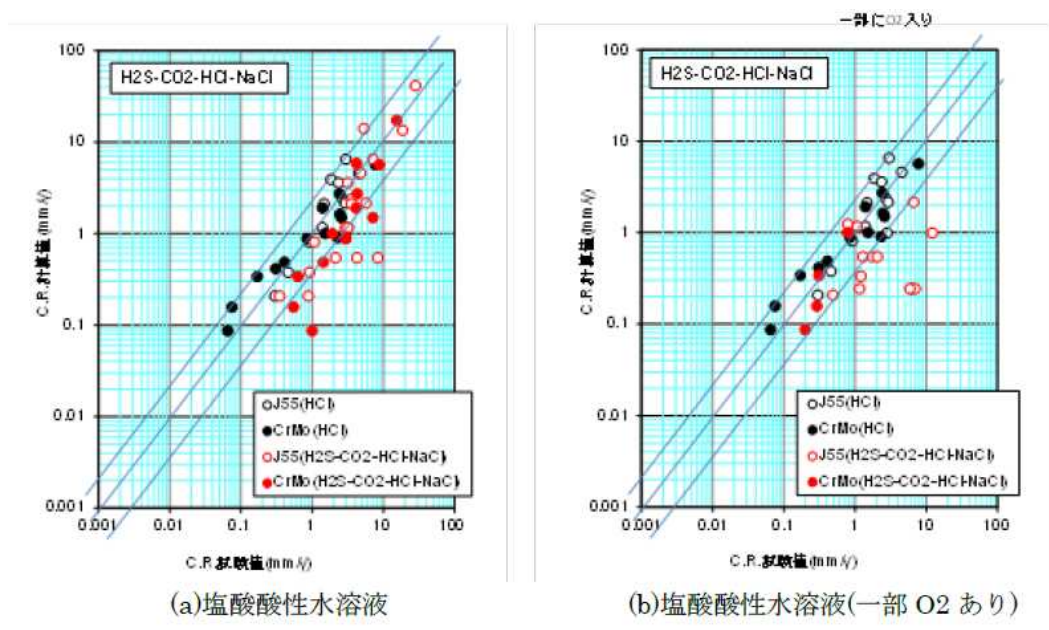 一部にO2入り
100
H2S-CO2-HCl-NaCl
10
1
0.1
0.01
0.001
C.R.計算値(mm/y)
J55(HCl)
CrMo(HCl)
J55(H2S-CO2-HCl-NaCl)
CrMo(H2S-CO2-HCl-NaCl)
0.001 0.01 0.1 1 10 100
C.R.試験値(mm/y)
(a)塩酸酸性水溶液
100
H2S-CO2-HCl-NaCl
10
1
0.1
0.01
0.001
C.R.計算値(mm/y)
J55(HCl)
CrMo(HCl)
J55(H2S-CO2-HCl-NaCl)
CrMo(H2S-CO2-HCl-NaCl)
0.001 0.01 0.1 1 10 100
C.R.試験値(mm/y)
(b)塩酸酸性水溶液(一部 O2 あり)